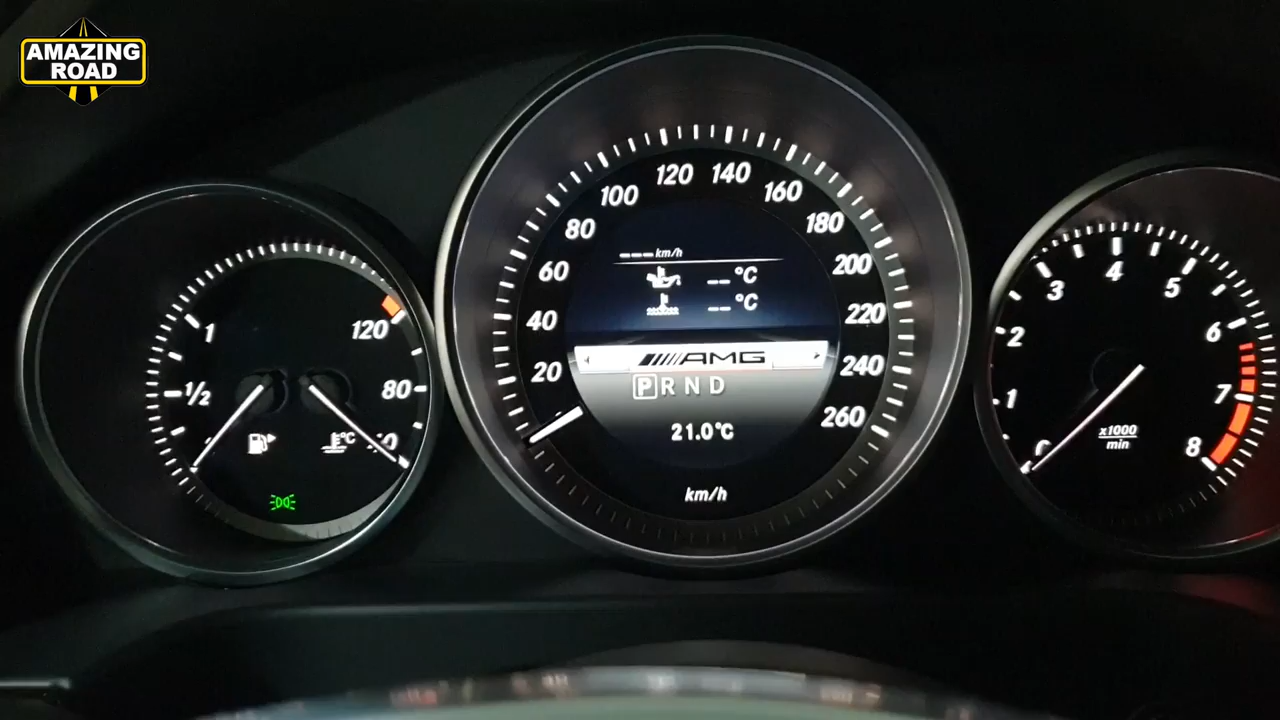 AMAZING
ROAD
1
½
120
80
°C
20
40
60
80
100
120
140
160
180
200
220
240
260
--- km/h
-- °C
-- °C
AMG
P R N D
21.0°C
km/h
1
2
3
4
5
6
7
8
x1000
min